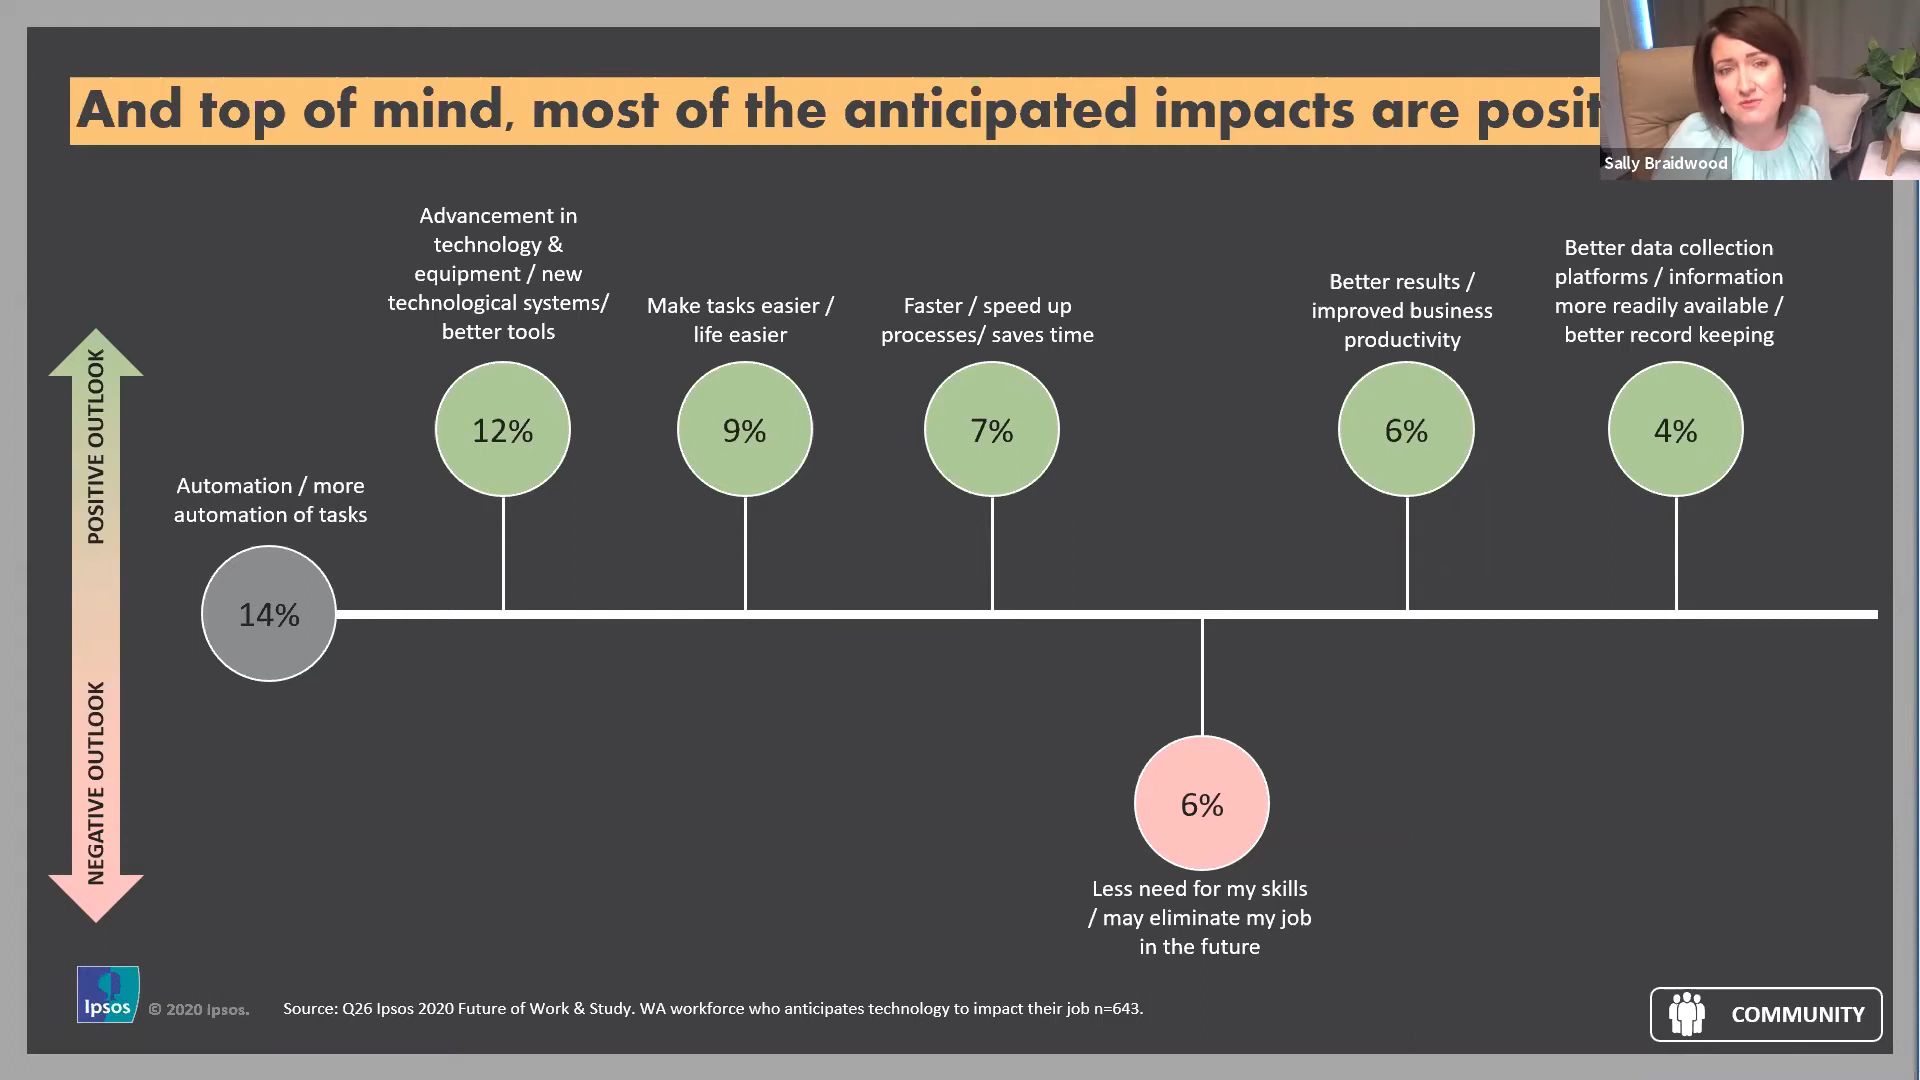 And top of mind, most of the anticipated impacts are posit
Sally Braidwood
Advancement in
technology &
equipment / new
technological systems/
better tools
Make tasks easier /
life easier
Faster / speed up
processes/ saves time
Better results /
improved business
productivity
Better data collection
platforms / information
more readily available /
better record keeping
POSITIVE OUTLOOK
12%
9%
7%
6%
4%
Automation / more
automation of tasks
14%
NEGATIVE OUTLOOK
6%
Less need for my skills
/ may eliminate my job
in the future
Ipsos
© 2020 Ipsos.
Source: Q26 Ipsos 2020 Future of Work & Study. WA workforce who anticipates technology to impact their job n=643.
COMMUNITY